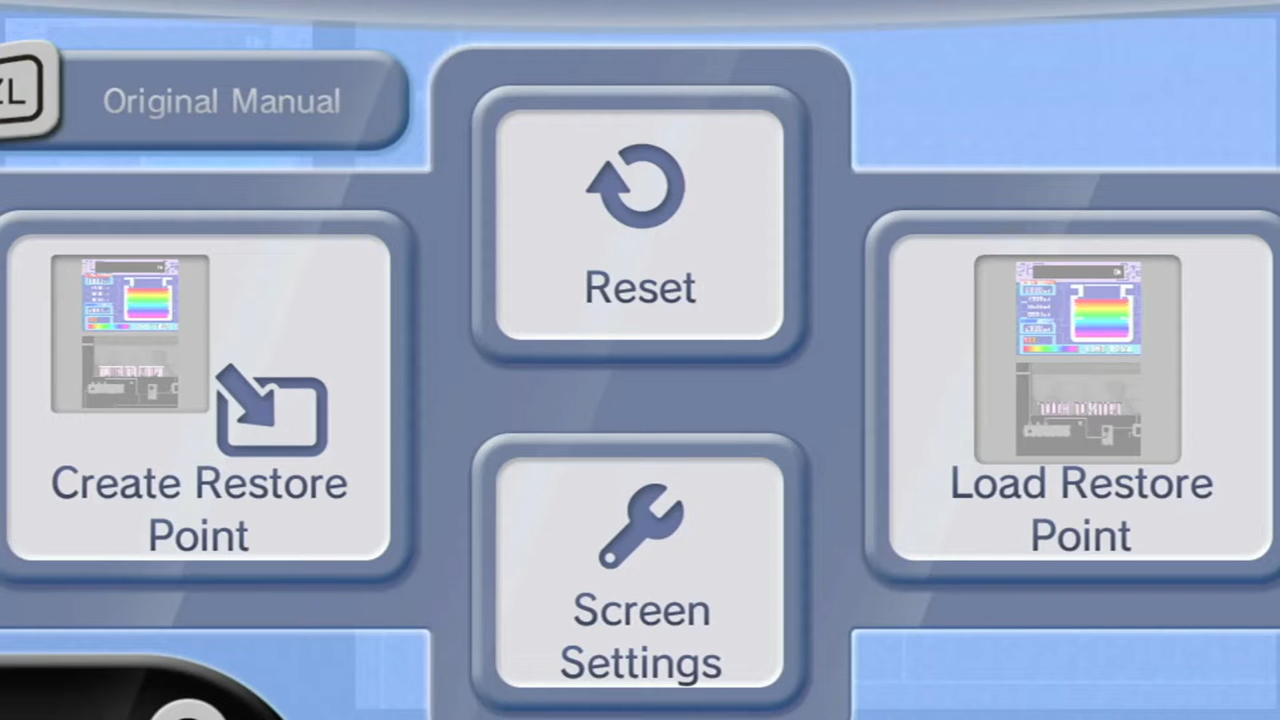 ZL
Original Manual
Reset
Create Restore
Point
Load Restore
Point
Screen
Settings